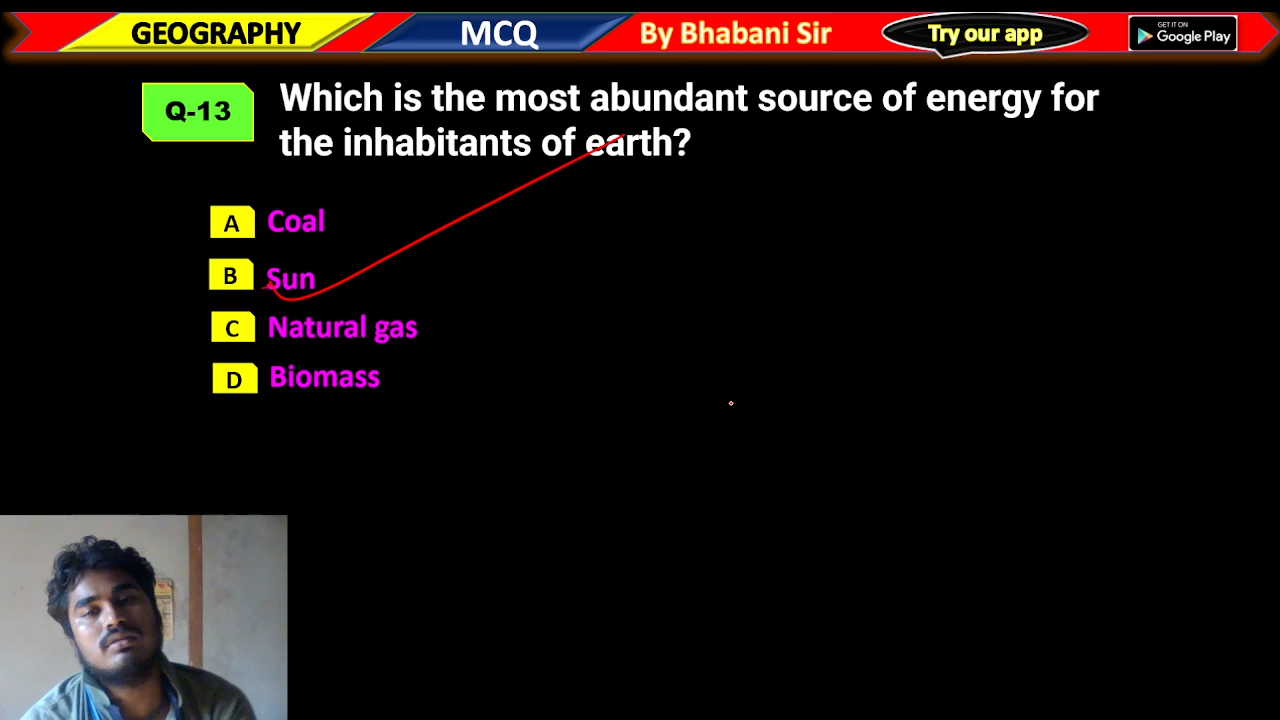 GEOGRAPHY
MCQ
By Bhabani Sir
Try our app
GET IT ON
Google Play
Q-13
Which is the most abundant source of energy for
the inhabitants of earth?
A Coal
B Sun
C Natural gas
D Biomass